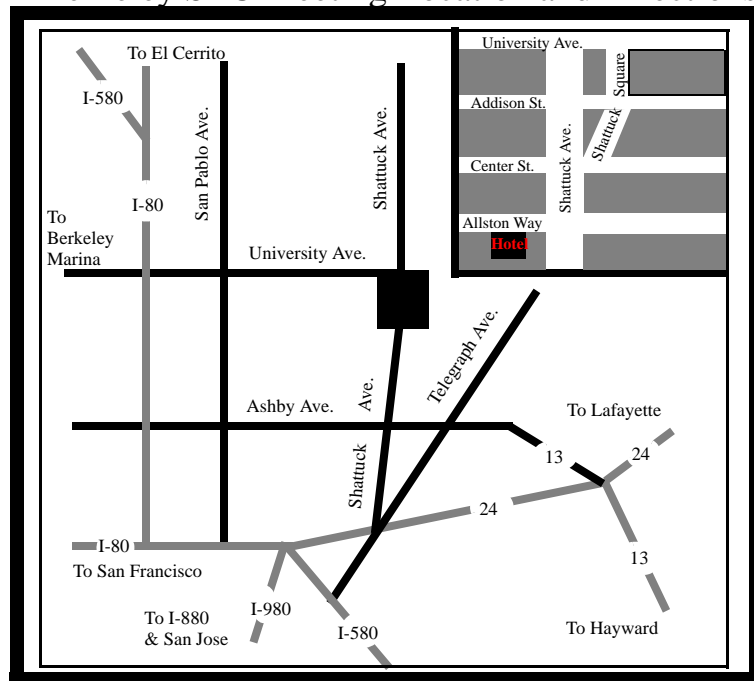 To El Cerrito
I-580
San Pablo Ave.
Shattuck Ave.
I-80
To
Berkeley
Marina
University Ave.
University Ave.
Square
Addison St.
Shattuck
Shattuck Ave.
Center St.
Allston Way
Hotel
Telegraph Ave.
Ave.
Shattuck
Ashby Ave.
To Lafayette
13
24
24
13
I-80
To San Francisco
I-980
To I-880
& San Jose
I-580
To Hayward